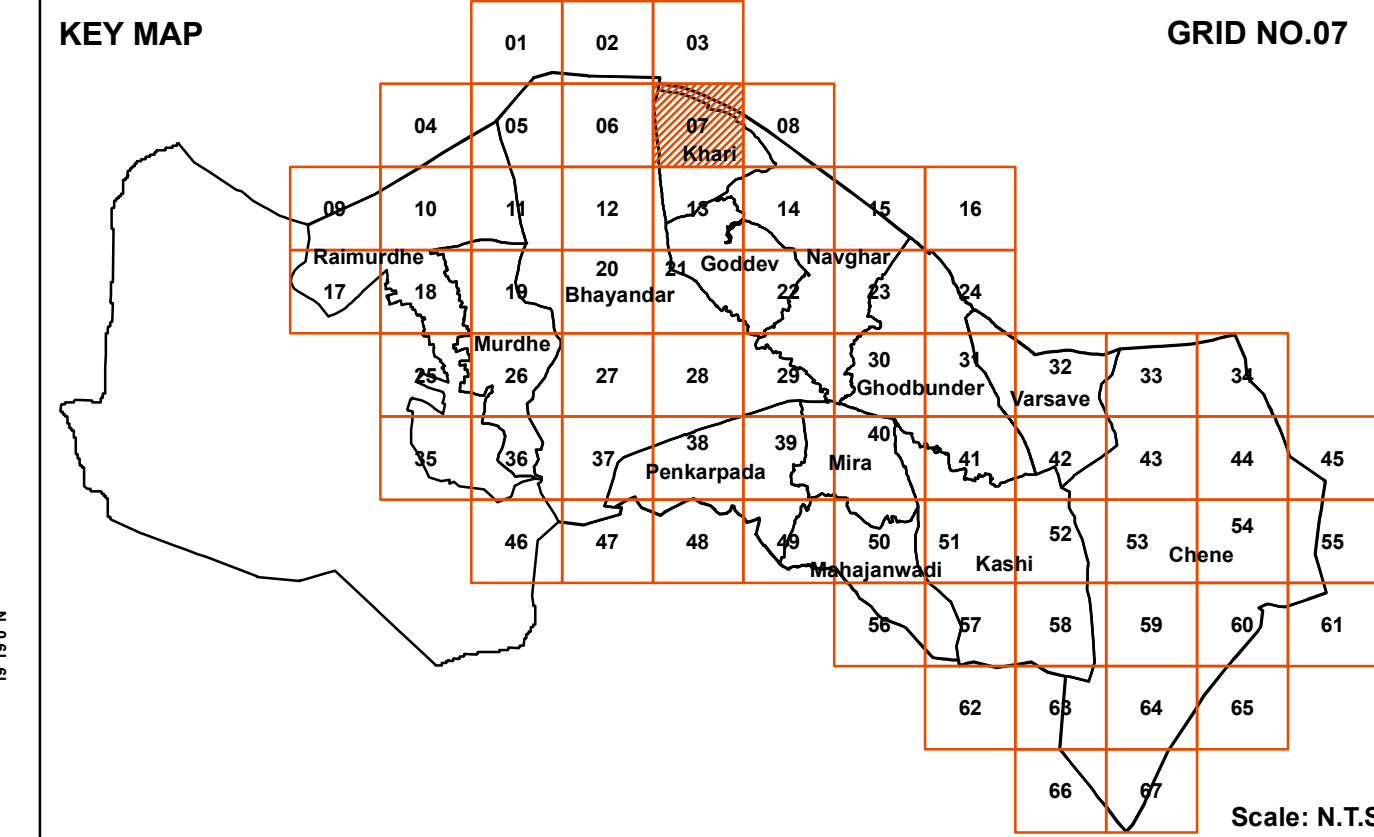 KEY MAP
GRID NO.07
01 02 03
04 05 06 07 08
Khari
09 10 11 12 13 14 15 16
Raimurdhe Goddev Navghar
17 18 19 20 21 22 23 24
Bhayandar
Murdhe
25 26 27 28 29 30 31 32 33 34
Ghodbunder Varsave
35 36 37 38 39 40 41 42 43 44 45
Penkarpada Mira
46 47 48 49 50 51 52 53 54 55
Mahajanwadi Kashi Chene
56 57 58 59 60 61
62 63 64 65
66 67
Scale: N.T.S